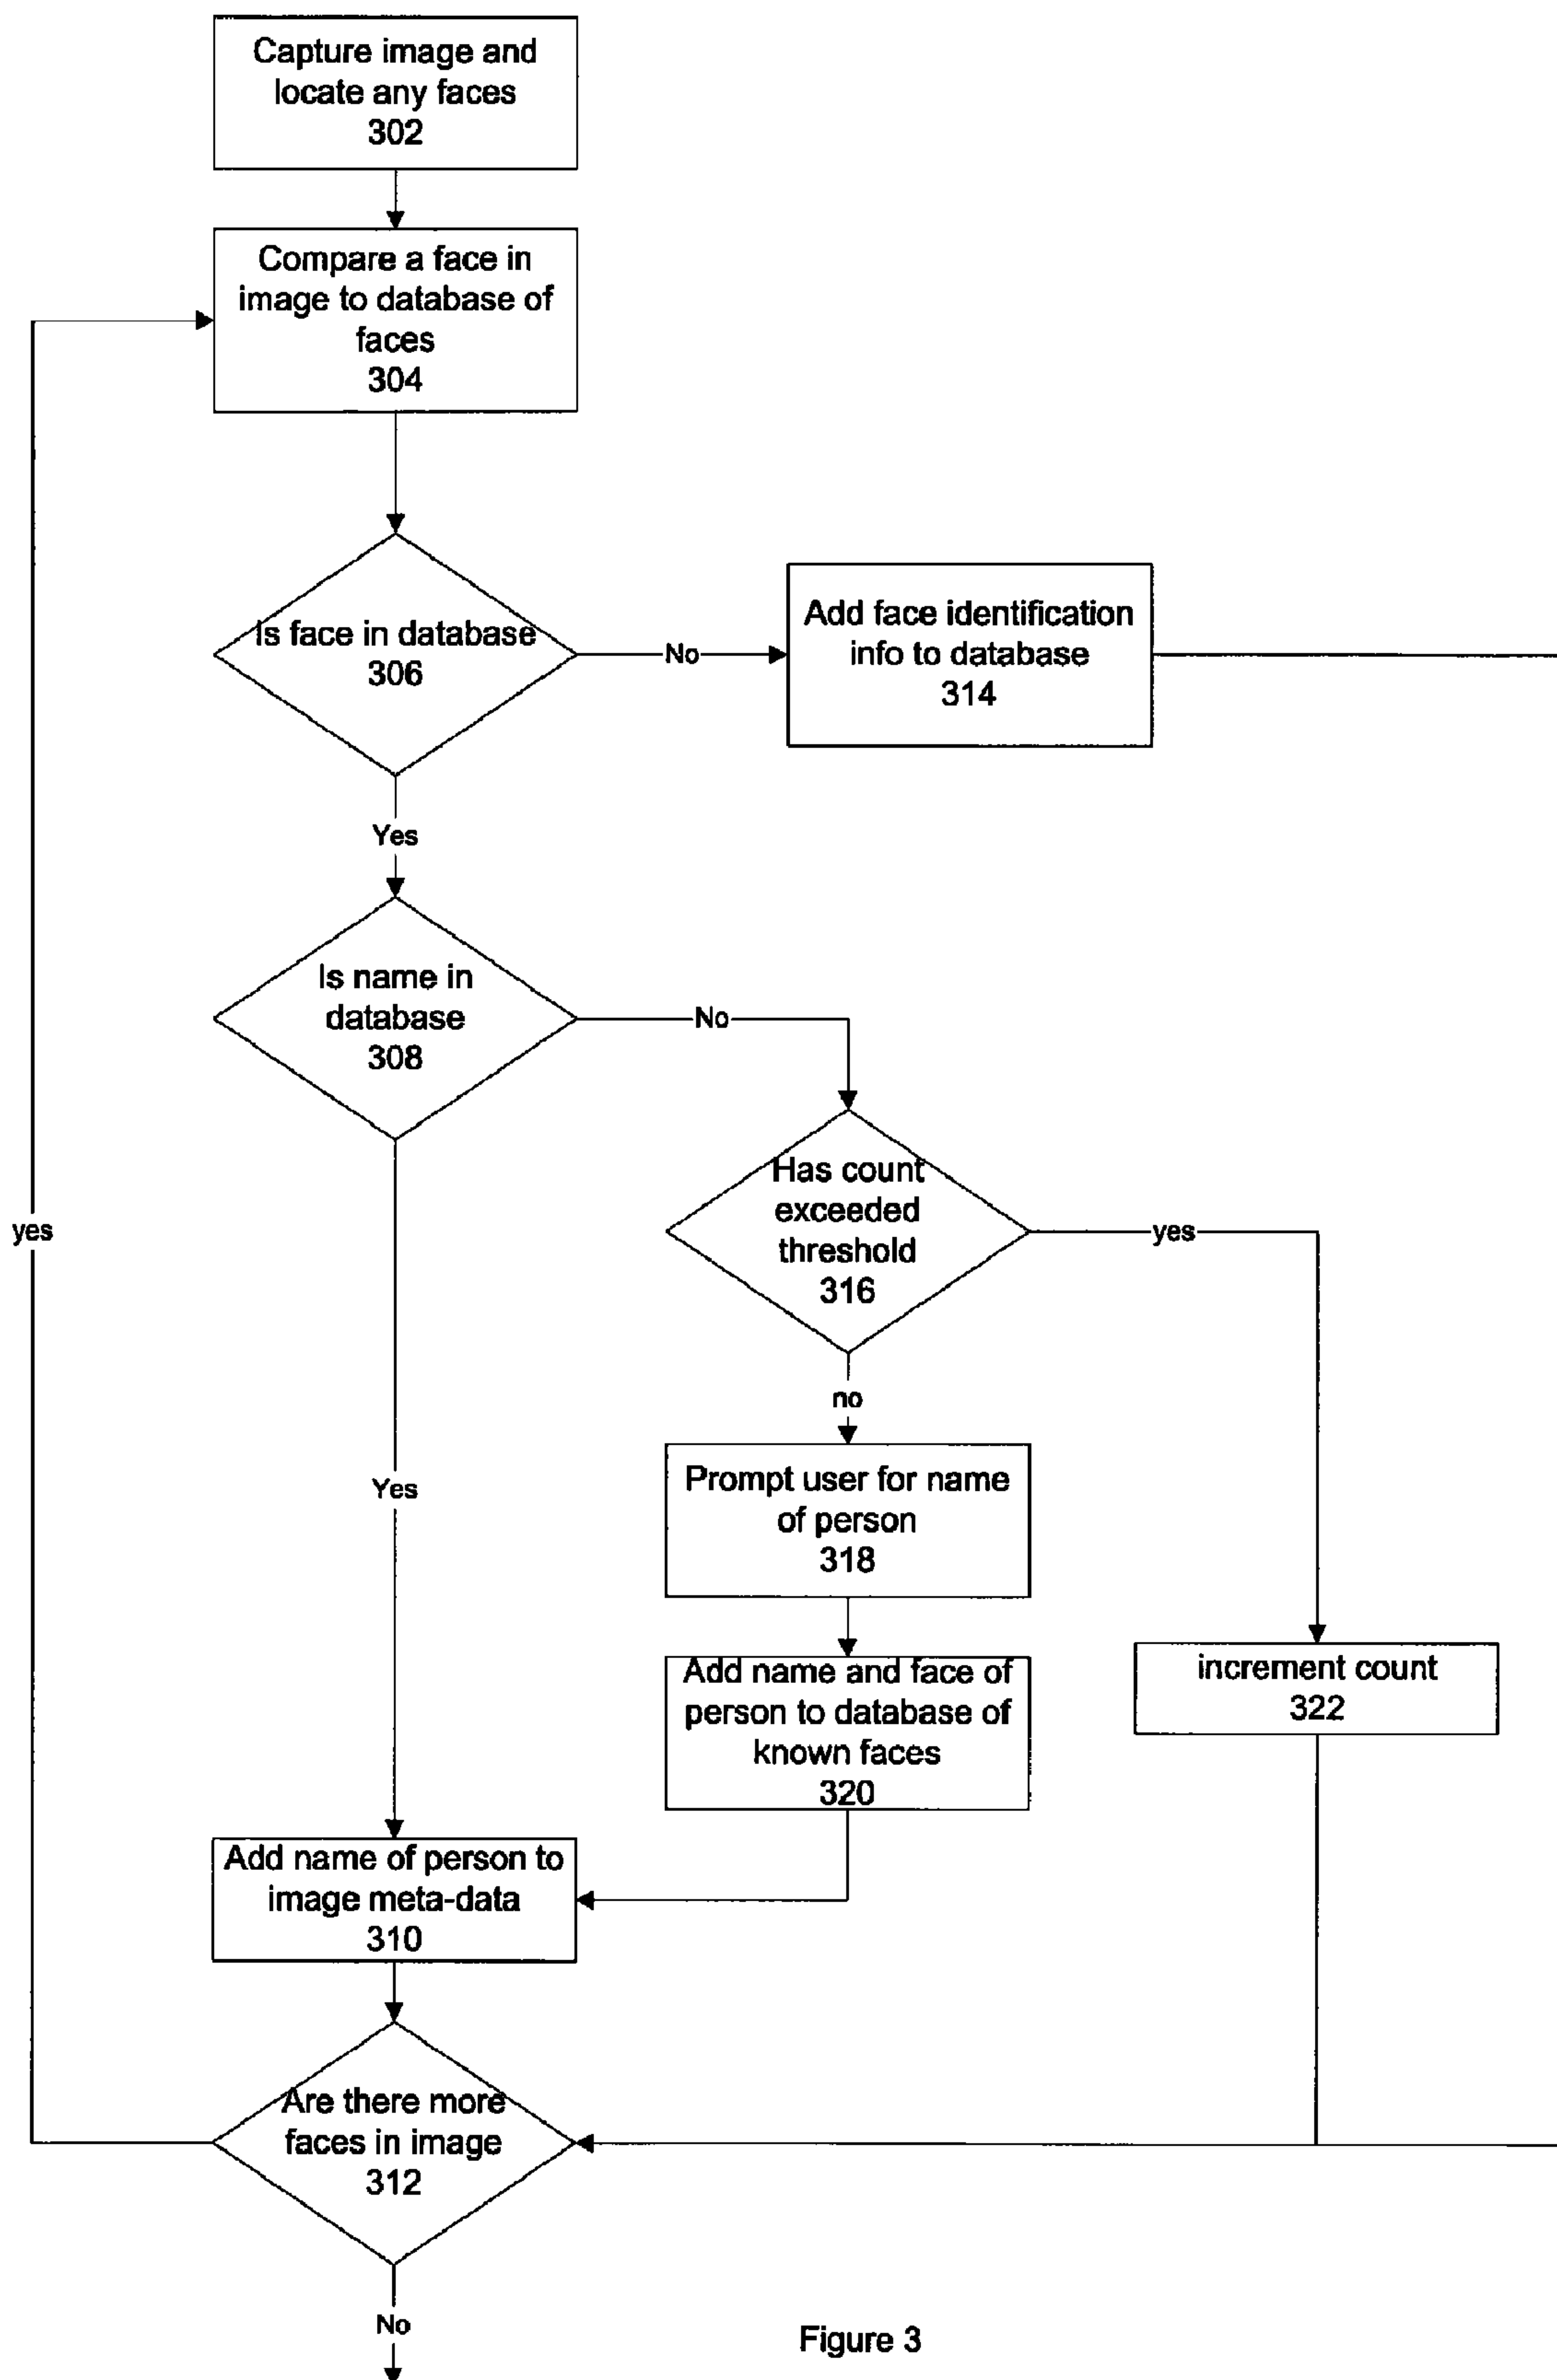 Capture image and
locate any faces
302
Compare a face in
image to database of
faces
304
Is face in database
306
No
Add face identification
info to database
314
Yes
Is name in
database
308
No
Has count
exceeded
threshold
316
yes
yes
no
Yes
Prompt user for name
of person
318
Add name and face of
person to database of
known faces
320
increment count
322
Add name of person to
image meta-data
310
Are there more
faces in image
312
No
Figure 3